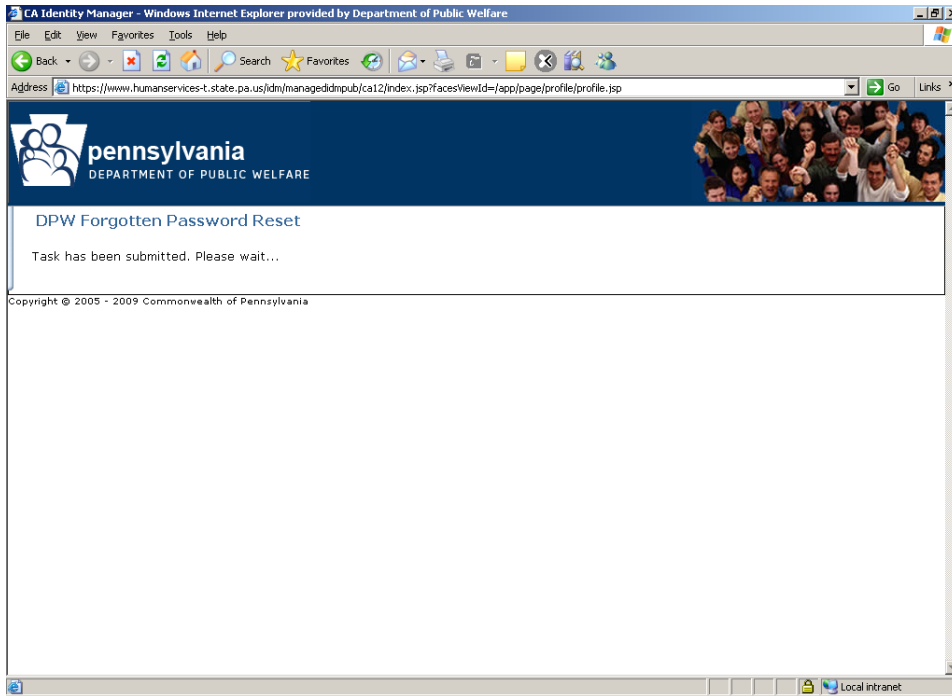 CA Identity Manager - Windows Internet Explorer provided by Department of Public Welfare
File Edit View Favorites Tools Help
Back Search Favorites
Address https://www.humanservices-t.state.pa.us/idm/managedidmpub/ca12/index.jsp?facesViewId=/app/page/profile/profile.jsp Go Links
pennsylvania
DEPARTMENT OF PUBLIC WELFARE
DPW Forgotten Password Reset
Task has been submitted. Please wait...
Copyright © 2005 - 2009 Commonwealth of Pennsylvania
Local intranet